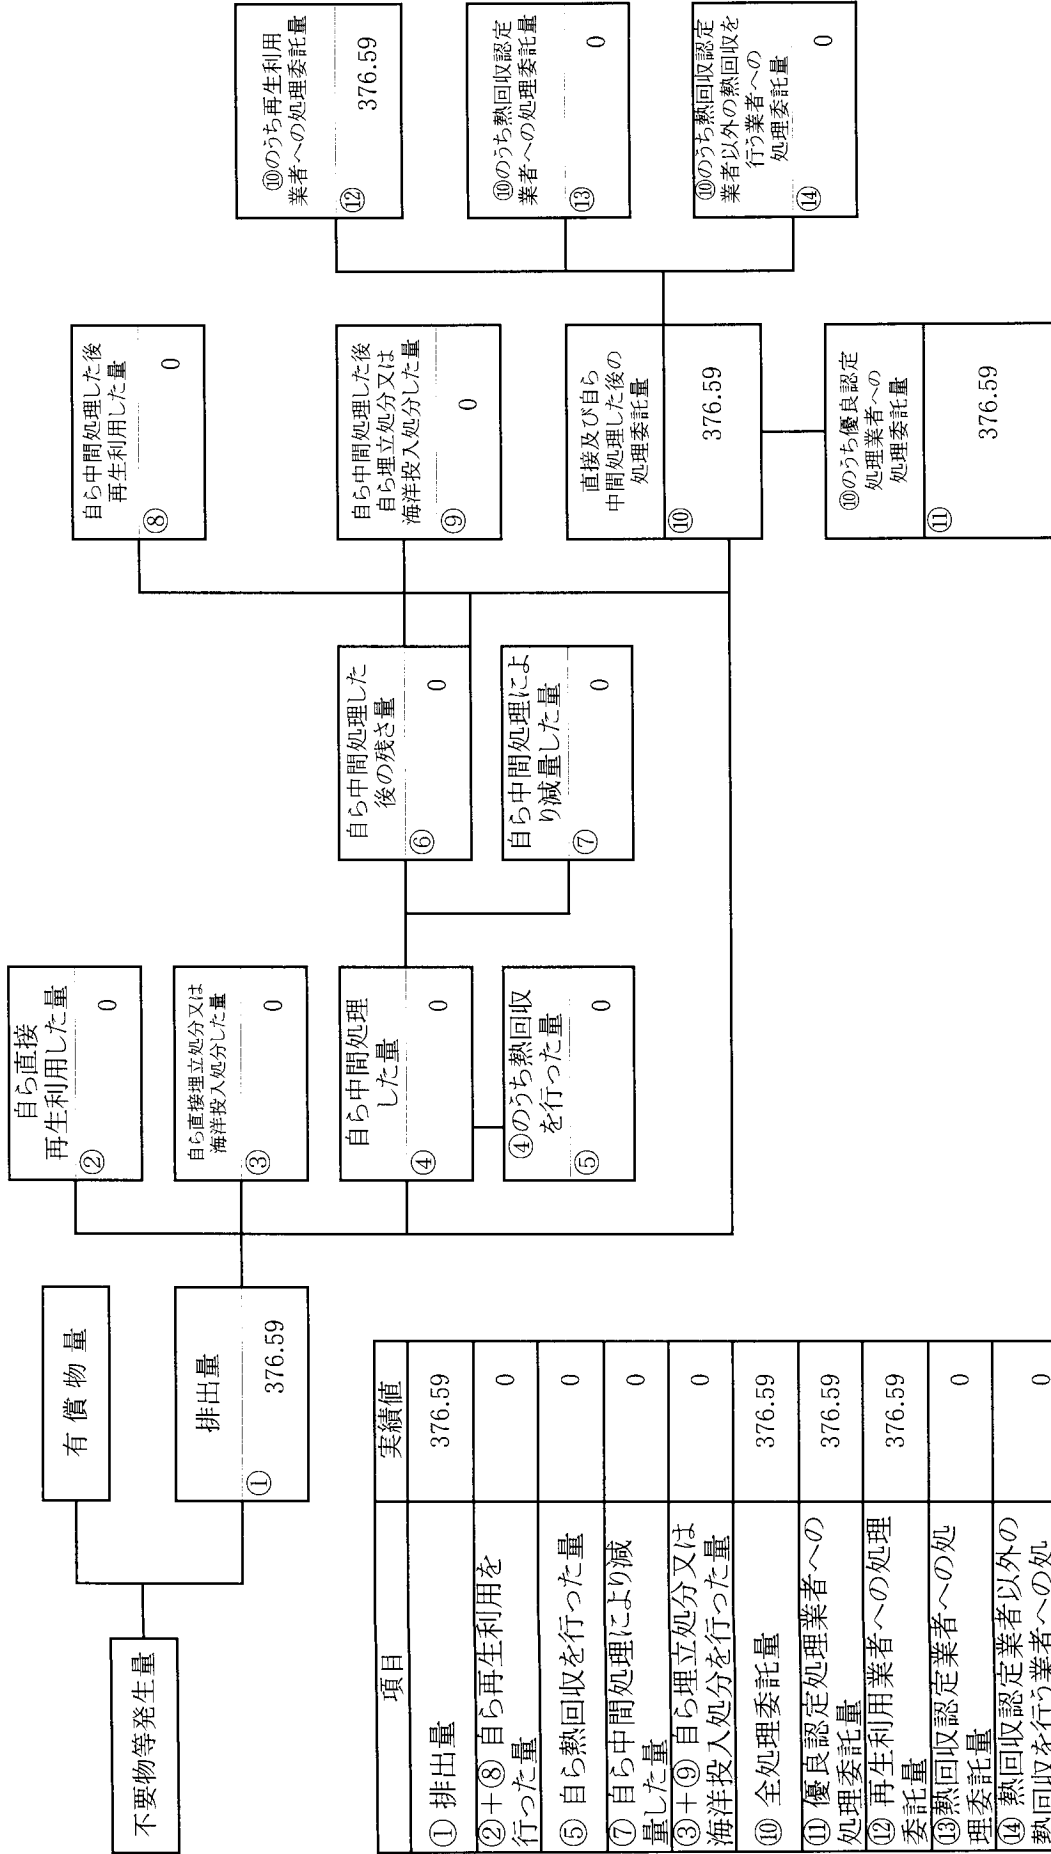 不要物等発生量
有償物量
排出量
① 376.59
自ら直接
再生利用した量
② 0
自ら直接埋立処分又は
海洋投入処分した量
③ 0
自ら中間処理
した量
④ 0
④のうち熱回収
を行った量
⑤ 0
自ら中間処理した
後の残さ量
⑥ 0
自ら中間処理によ
り減量した量
⑦ 0
自ら中間処理した後
再生利用した量
⑧ 0
自ら中間処理した後
自ら埋立処分又は
海洋投入処分した量
⑨ 0
直接及び自ら
中間処理した後の
処理委託量
⑩ 376.59
⑩のうち優良認定
処理業者への
処理委託量
⑪ 376.59
⑩のうち再生利用
業者への処理委託量
⑫ 376.59
⑩のうち熱回収認定
業者への処理委託量
⑬ 0
⑩のうち熱回収認定
業者以外の熱回収を
行う業者への
処理委託量
⑭ 0
項目 実績値
① 排出量 376.59
②+⑧ 自ら再生利用を
行った量 0
⑤ 自ら熱回収を行った量 0
⑦ 自ら中間処理により減
量した量 0
③+⑨ 自ら埋立処分又は
海洋投入処分を行った量 0
⑩ 全処理委託量 376.59
⑪ 優良認定処理業者への
処理委託量 376.59
⑫ 再生利用業者への処理
委託量 376.59
⑬熱回収認定業者への処
理委託量 0
⑭ 熱回収認定業者以外の
熱回収を行う業者への処 0